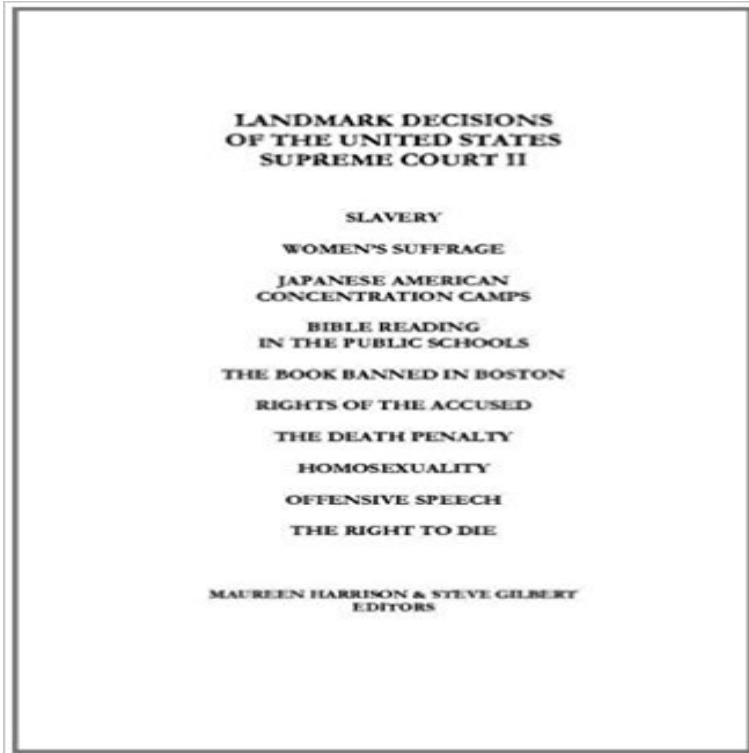 LANDMARK DECISIONS
OF THE UNITED STATES
SUPREME COURT II
SLAVERY
WOMEN'S SUFFRAGE
JAPANESE AMERICAN
CONCENTRATION CAMPS
BIBLE READING
IN THE PUBLIC SCHOOLS
THE BOOK BANNED IN BOSTON
RIGHTS OF THE ACCUSED
THE DEATH PENALTY
HOMOSEXUALITY
OFFENSIVE SPEECH
THE RIGHT TO DIE
MAUREEN HARRISON & STEVE GILBERT
EDITORS